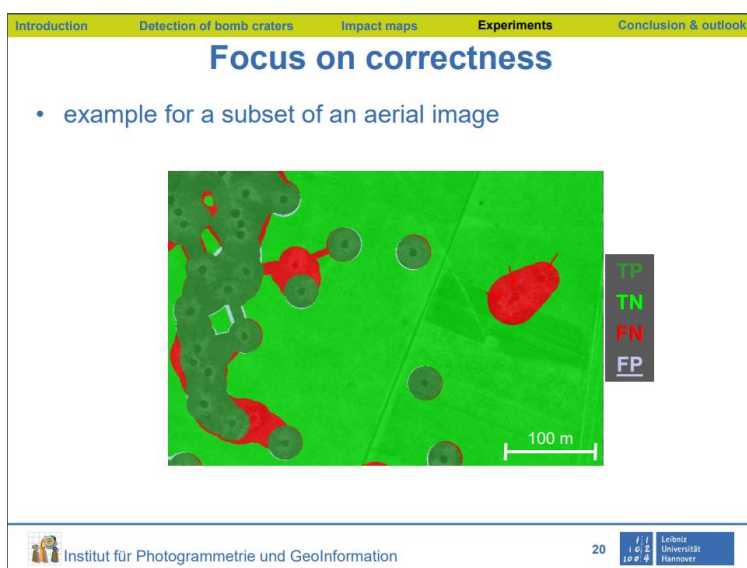 Introduction Detection of bomb craters Impact maps Experiments Conclusion & outlook
Focus on correctness
• example for a subset of an aerial image
TP
TN
FN
FP
100 m
Institut für Photogrammetrie und GeoInformation
20
Leibniz
Universität
Hannover